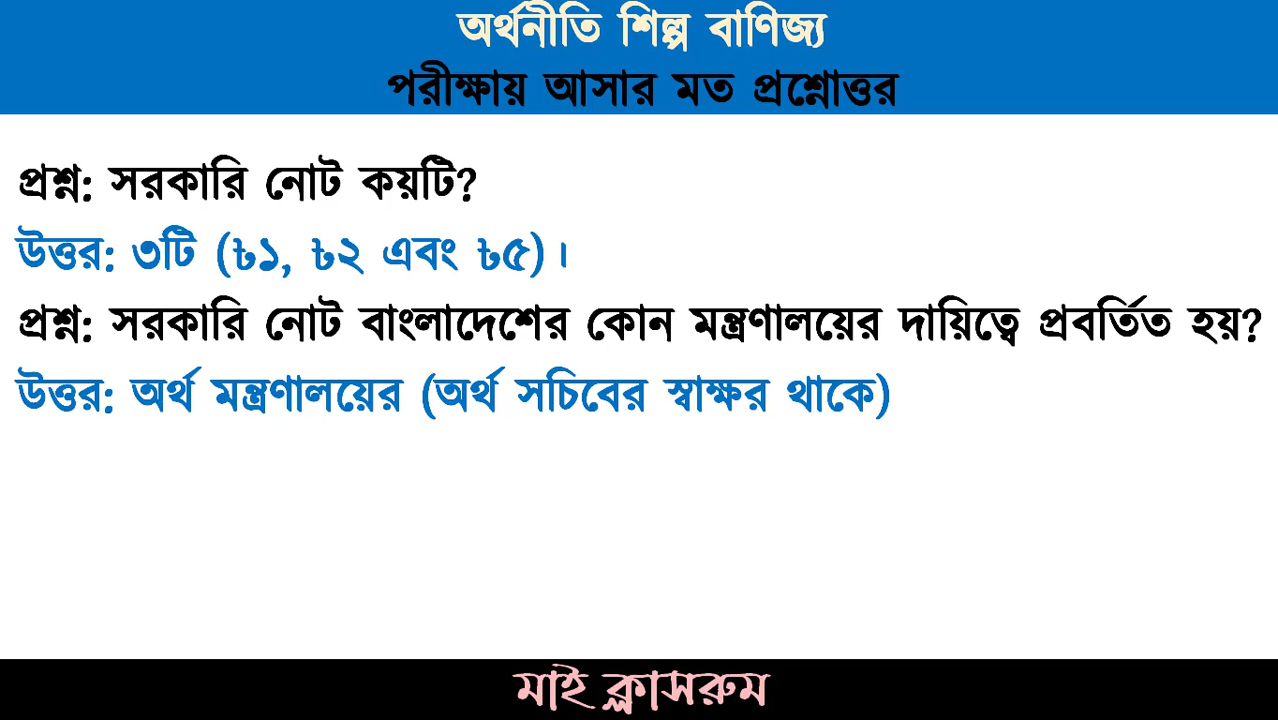 অর্থনীতি শিল্প বাণিজ্য
পরীক্ষায় আসার মত প্রশ্নোত্তর
প্রশ্ন: সরকারি নোট কয়টি?
উত্তর: ৩টি (৳১, ৳২ এবং ৳৫)।
প্রশ্ন: সরকারি নোট বাংলাদেশের কোন মন্ত্রণালয়ের দায়িত্বে প্রবর্তিত হয়?
উত্তর: অর্থ মন্ত্রণালয়ের (অর্থ সচিবের স্বাক্ষর থাকে)
মাই ক্লাসরুম